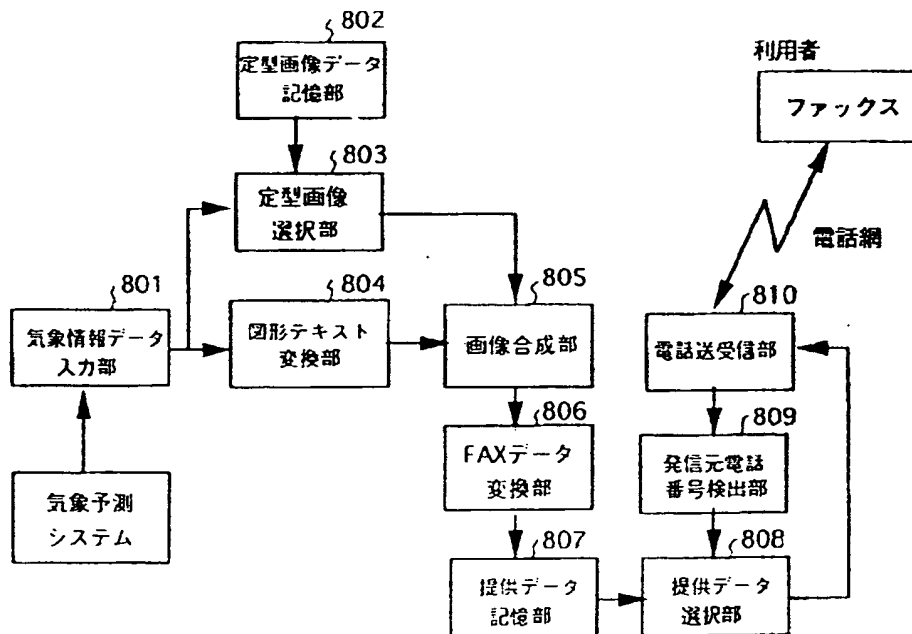 802
定型画像データ
記憶部
利用者
ファックス
803
定型画像
選択部
電話網
801
気象情報データ
入力部
804
図形テキスト
変換部
805
画像合成部
810
電話送受信部
806
FAXデータ
変換部
809
発信元電話
番号検出部
気象予測
システム
807
提供データ
記憶部
808
提供データ
選択部